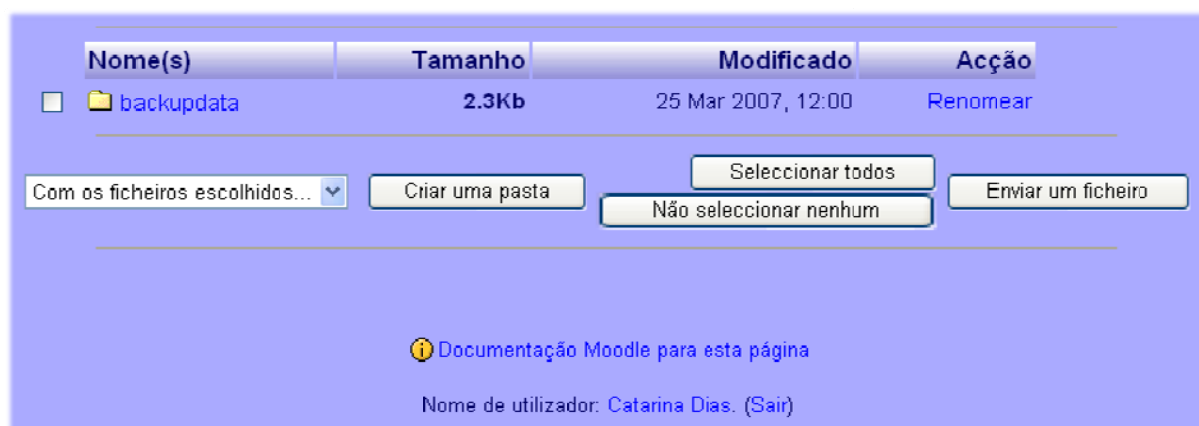 Nome(s) Tamanho Modificado Acção
backupdata 2.3Kb 25 Mar 2007, 12:00 Renomear
Com os ficheiros escolhidos... Criar uma pasta Seleccionar todos Enviar um ficheiro
Não seleccionar nenhum
Documentação Moodle para esta página
Nome de utilizador: Catarina Dias. (Sair)